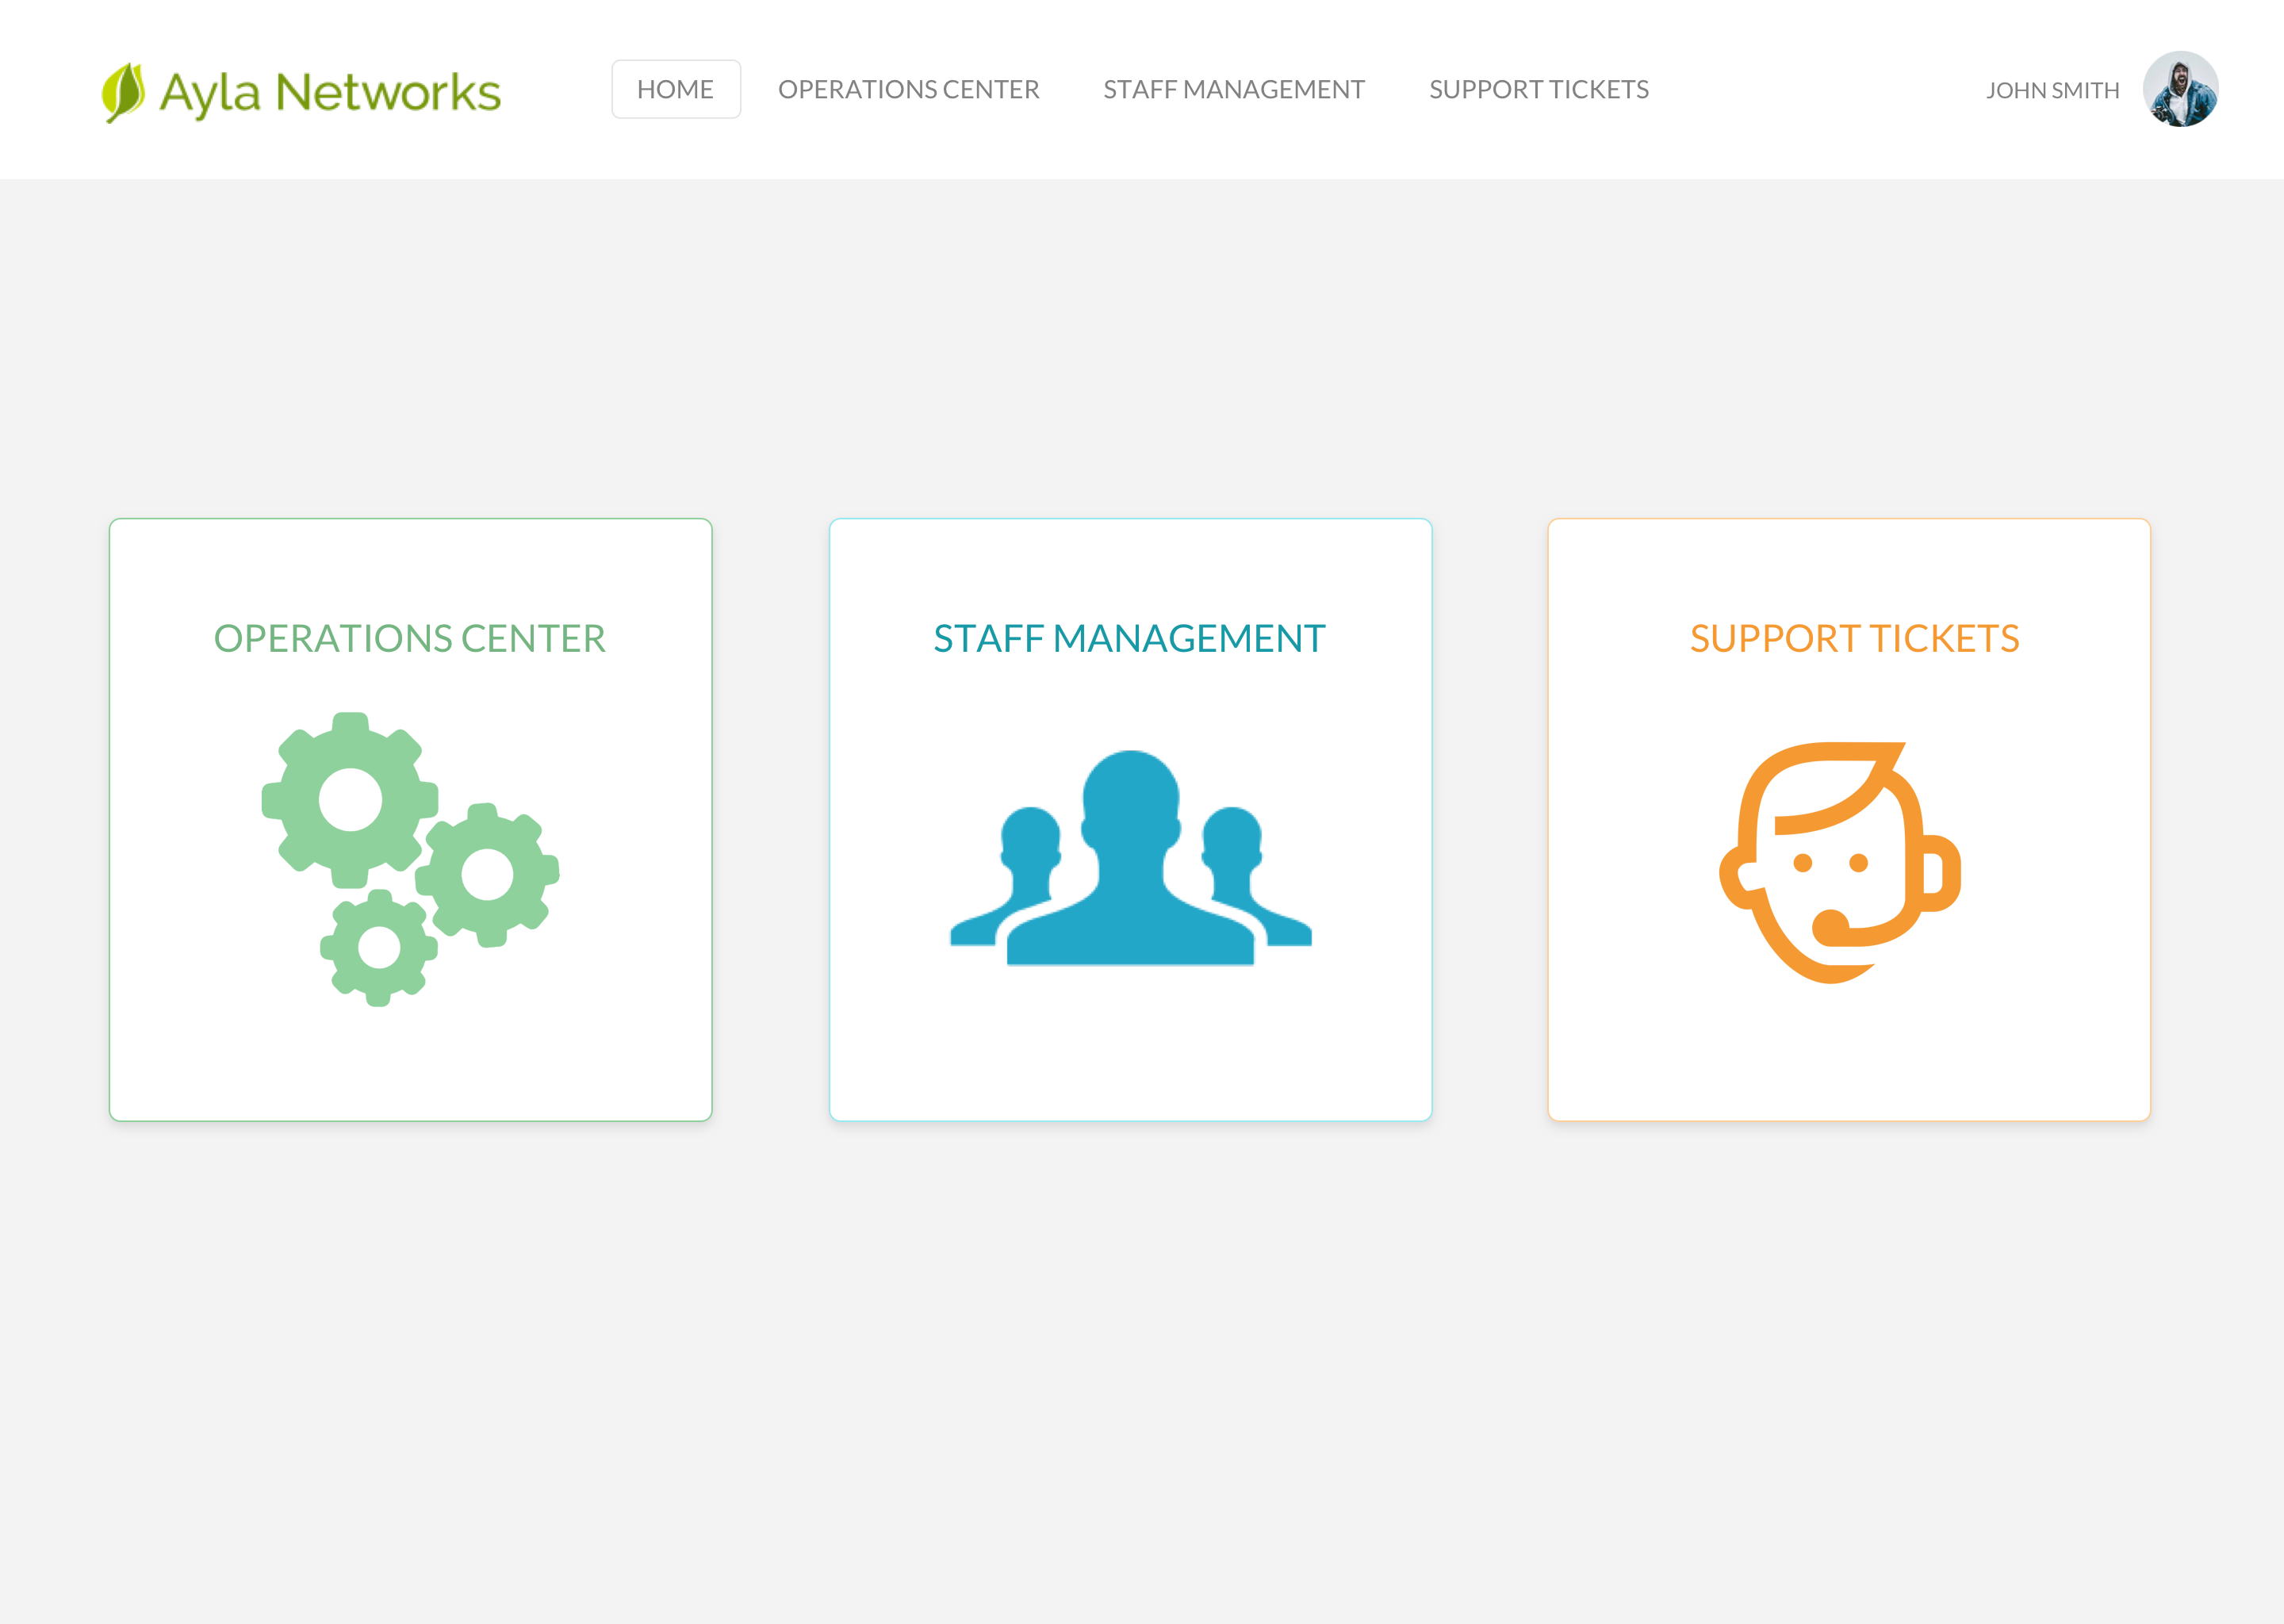 Ayla Networks
HOME
OPERATIONS CENTER
STAFF MANAGEMENT
SUPPORT TICKETS
JOHN SMITH
OPERATIONS CENTER
STAFF MANAGEMENT
SUPPORT TICKETS